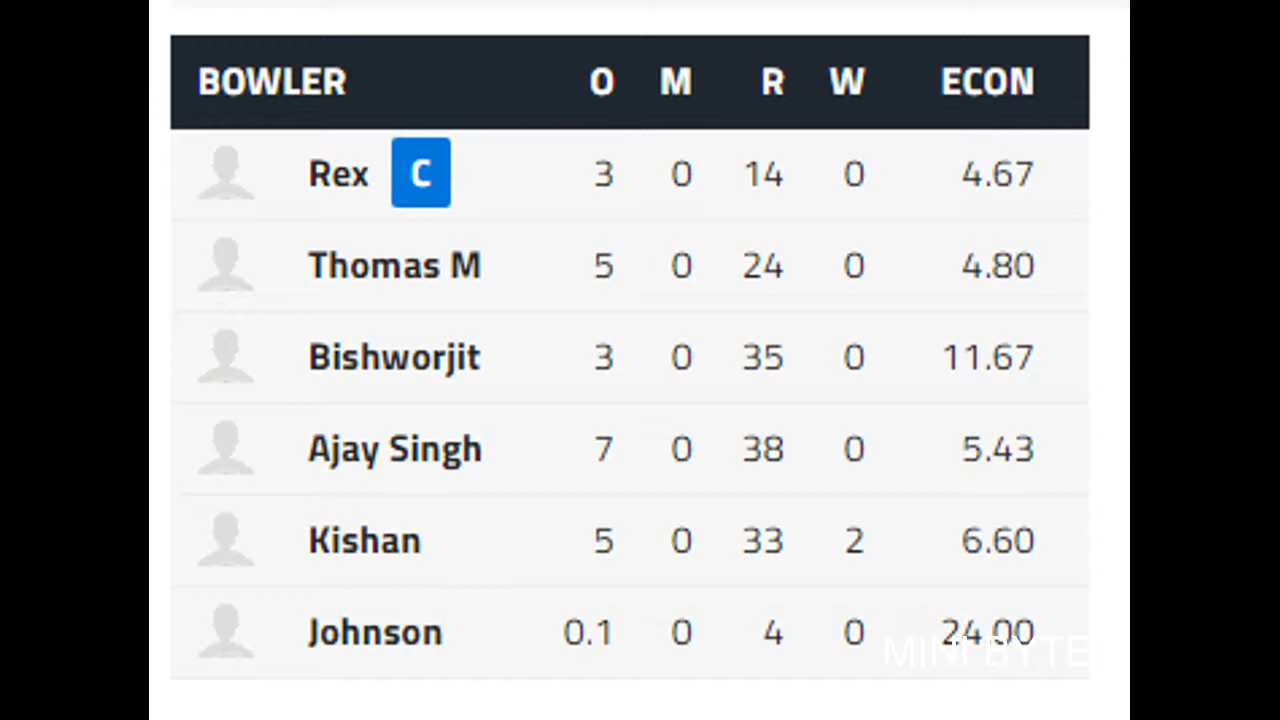 BOWLER O M R W ECON
Rex C 3 0 14 0 4.67
Thomas M 5 0 24 0 4.80
Bishworjit 3 0 35 0 11.67
Ajay Singh 7 0 38 0 5.43
Kishan 5 0 33 2 6.60
Johnson 0.1 0 4 0 24.00
MINI BYTE